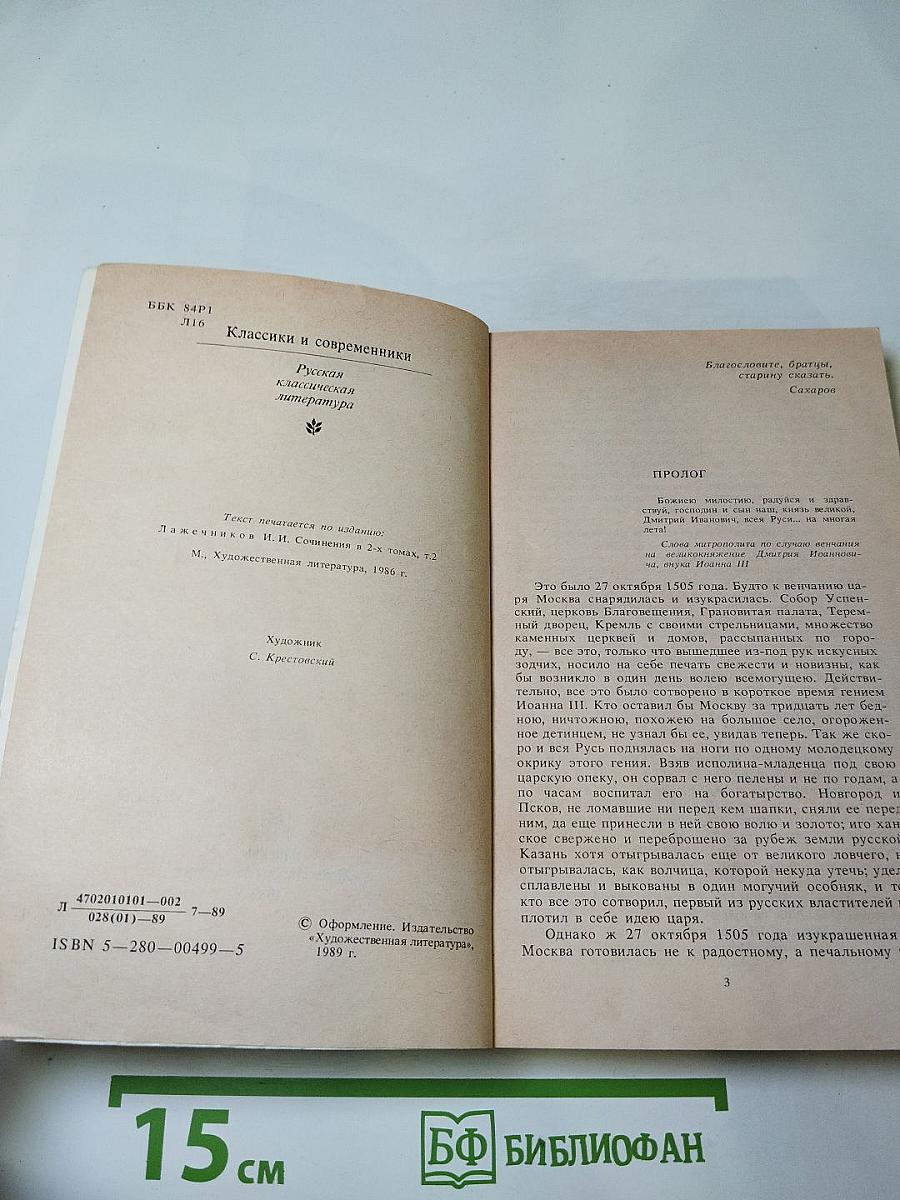 ББК 84Р1
Л16
Классики и современники
Русская
классическая
литература
Текст печатается по изданию:
Лажечников И. И. Сочинения в 2-х томах, т.2
М., Художественная литература, 1986 г.
Художник
С. Крестовский
Л 4702010101—002
028(01)—89 7—89
ISBN 5—280—00499—5
© Оформление. Издательство
«Художественная литература»,
1989 г.
Благословите, братцы,
старину сказать.
Сахаров
ПРОЛОГ
Божиею милостию, радуйся и здрав-
ствуй, господин и сын наш, князь великой,
Дмитрий Иванович, всея Руси... на многая
лета!
Слова митрополита по случаю венчания
на великокняжение Дмитрия Иоаннови-
ча, внука Иоанна III
Это было 27 октября 1505 года. Будто к венчанию ца-
ря Москва снарядилась и изукрасилась. Собор Успен-
ский, церковь Благовещения, Грановитая палата, Терем-
ный дворец, Кремль с своими стрельницами, множество
каменных церквей и домов, рассыпанных по горо-
ду, — все это, только что вышедшее из-под рук искусных
зодчих, носило на себе печать свежести и новизны, как
бы возникло в один день волею всемогущею. Действи-
тельно, все это было сотворено в короткое время гением
Иоанна III. Кто оставил бы Москву за тридцать лет бед-
ною, ничтожною, похожею на большое село, огорожен-
ное детинцем, не узнал бы ее, увидав теперь. Так же ско-
ро и вся Русь поднялась на ноги по одному молодецкому
окрику этого гения. Взяв исполина-младенца под свою
царскую опеку, он сорвал с него пелены и не по годам, а
по часам воспитал его на богатырство. Новгород и
Псков, не ломавшие ни перед кем шапки, сняли ее перед
ним, да еще принесли в ней свою волю и золото; иго хан-
ское свержено и переброшено за рубеж земли русской
Казань хотя отыгрывалась еще от великого ловчего, н
отыгрывалась, как волчица, которой некуда утечь; удел
сплавлены и выкованы в один могучий особняк, и то
кто все это сотворил, первый из русских властителей
плотил в себе идею царя.
Однако ж 27 октября 1505 года изукрашенная
Москва готовилась не к радостному, а печальному
3
15 см
БФ БИБЛИОФАН